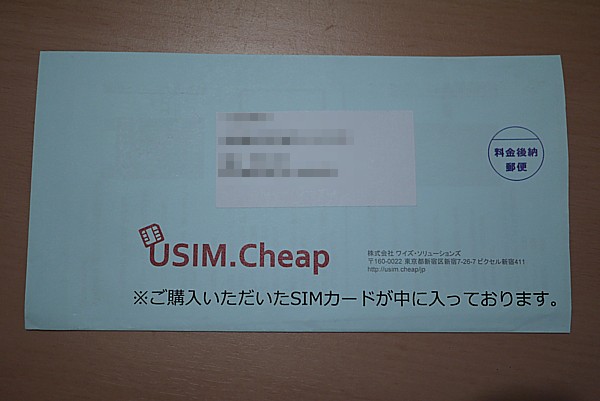 料金後納
郵便
USIM.Cheap
株式会社 ワイズ・ソリューションズ
〒160-0022 東京都新宿区新宿7-26-7 ビクセル新宿411
http://usim.cheap/jp
※ご購入いただいたSIMカードが中に入っております。